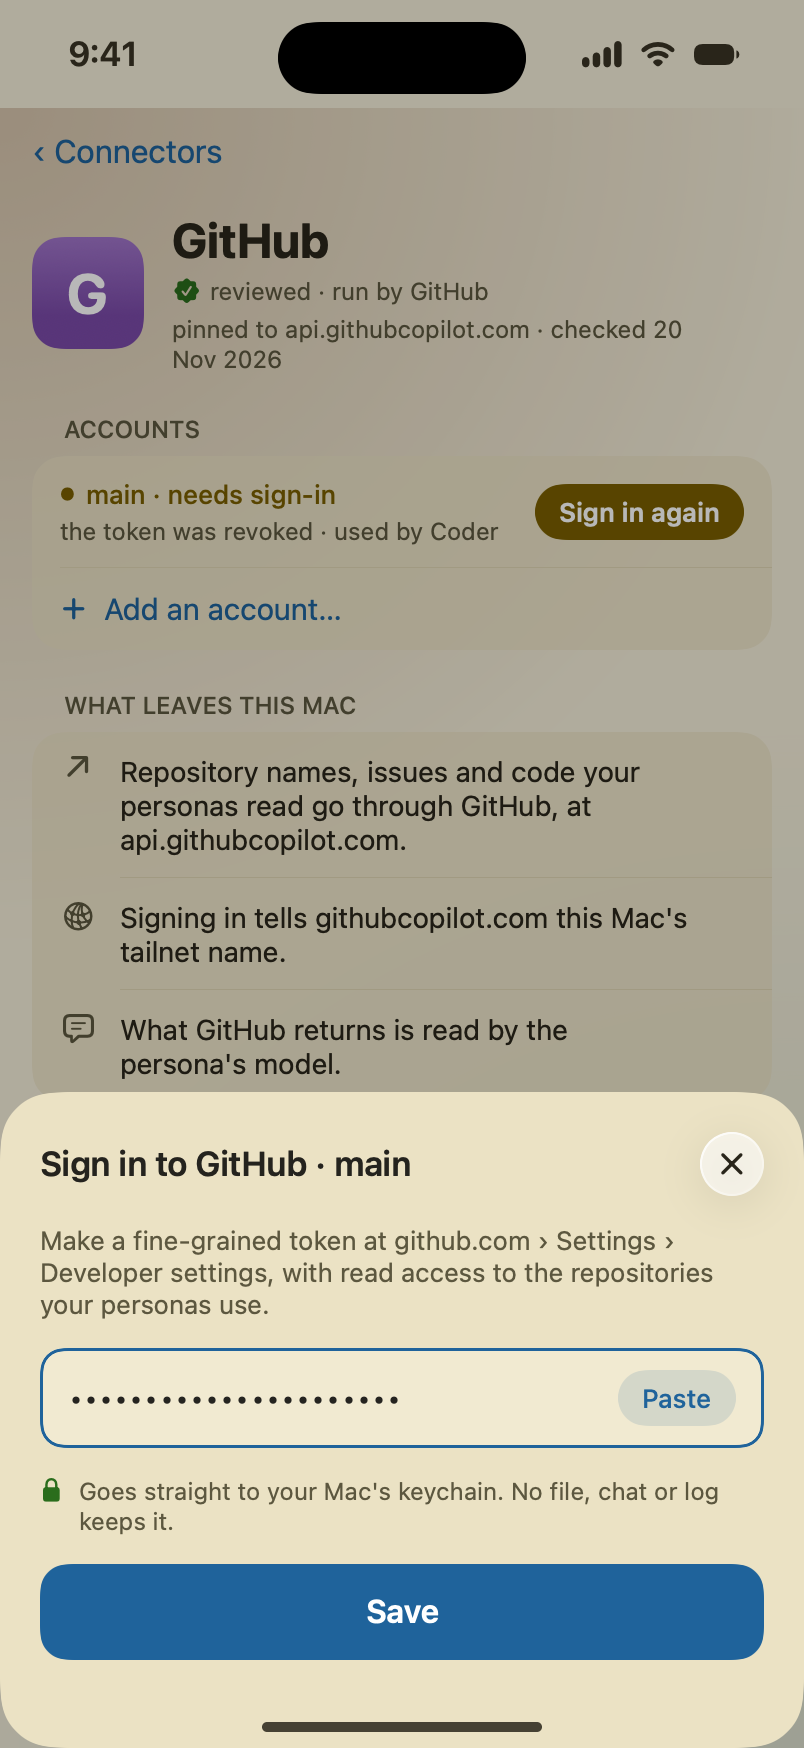 9:41
‹ Connectors
G
GitHub
reviewed · run by GitHub
pinned to api.githubcopilot.com · checked 20
Nov 2026
ACCOUNTS
main · needs sign-in
the token was revoked · used by Coder
Sign in again
+ Add an account...
WHAT LEAVES THIS MAC
Repository names, issues and code your
personas read go through GitHub, at
api.githubcopilot.com.
Signing in tells githubcopilot.com this Mac's
tailnet name.
What GitHub returns is read by the
persona's model.
Sign in to GitHub · main
Make a fine-grained token at github.com › Settings ›
Developer settings, with read access to the repositories
your personas use.
••••••••••••••••••••••
Paste
Goes straight to your Mac's keychain. No file, chat or log
keeps it.
Save